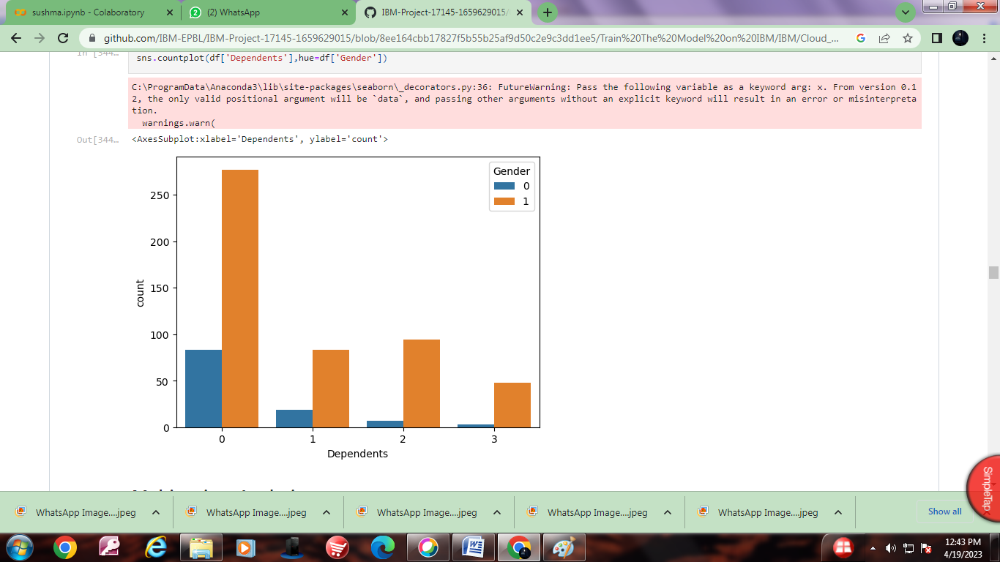 sushma.ipynb - Colaboratory
(2) WhatsApp
IBM-Project-17145-1659629015/
github.com/IBM-EPBL/IBM-Project-17145-1659629015/blob/8ee164cbb17827f5b55b25af9d50c2e9c3dd1ee5/Train%20The%20Model%20on%20IBM/IBM/Cloud_...
In [344...
sns.countplot(df['Dependents'],hue=df['Gender'])
C:\ProgramData\Anaconda3\lib\site-packages\seaborn\_decorators.py:36: FutureWarning: Pass the following variable as a keyword arg: x. From version 0.1
2, the only valid positional argument will be `data`, and passing other arguments without an explicit keyword will result in an error or misinterpreta
tion.
warnings.warn(
Out[344...
<AxesSubplot:xlabel='Dependents', ylabel='count'>
Gender
0
1
250
200
150
100
50
0
count
0 1 2 3
Dependents
SimpleTap
WhatsApp Image....jpeg
WhatsApp Image....jpeg
WhatsApp Image....jpeg
WhatsApp Image....jpeg
WhatsApp Image....jpeg
Show all
12:43 PM
4/19/2023